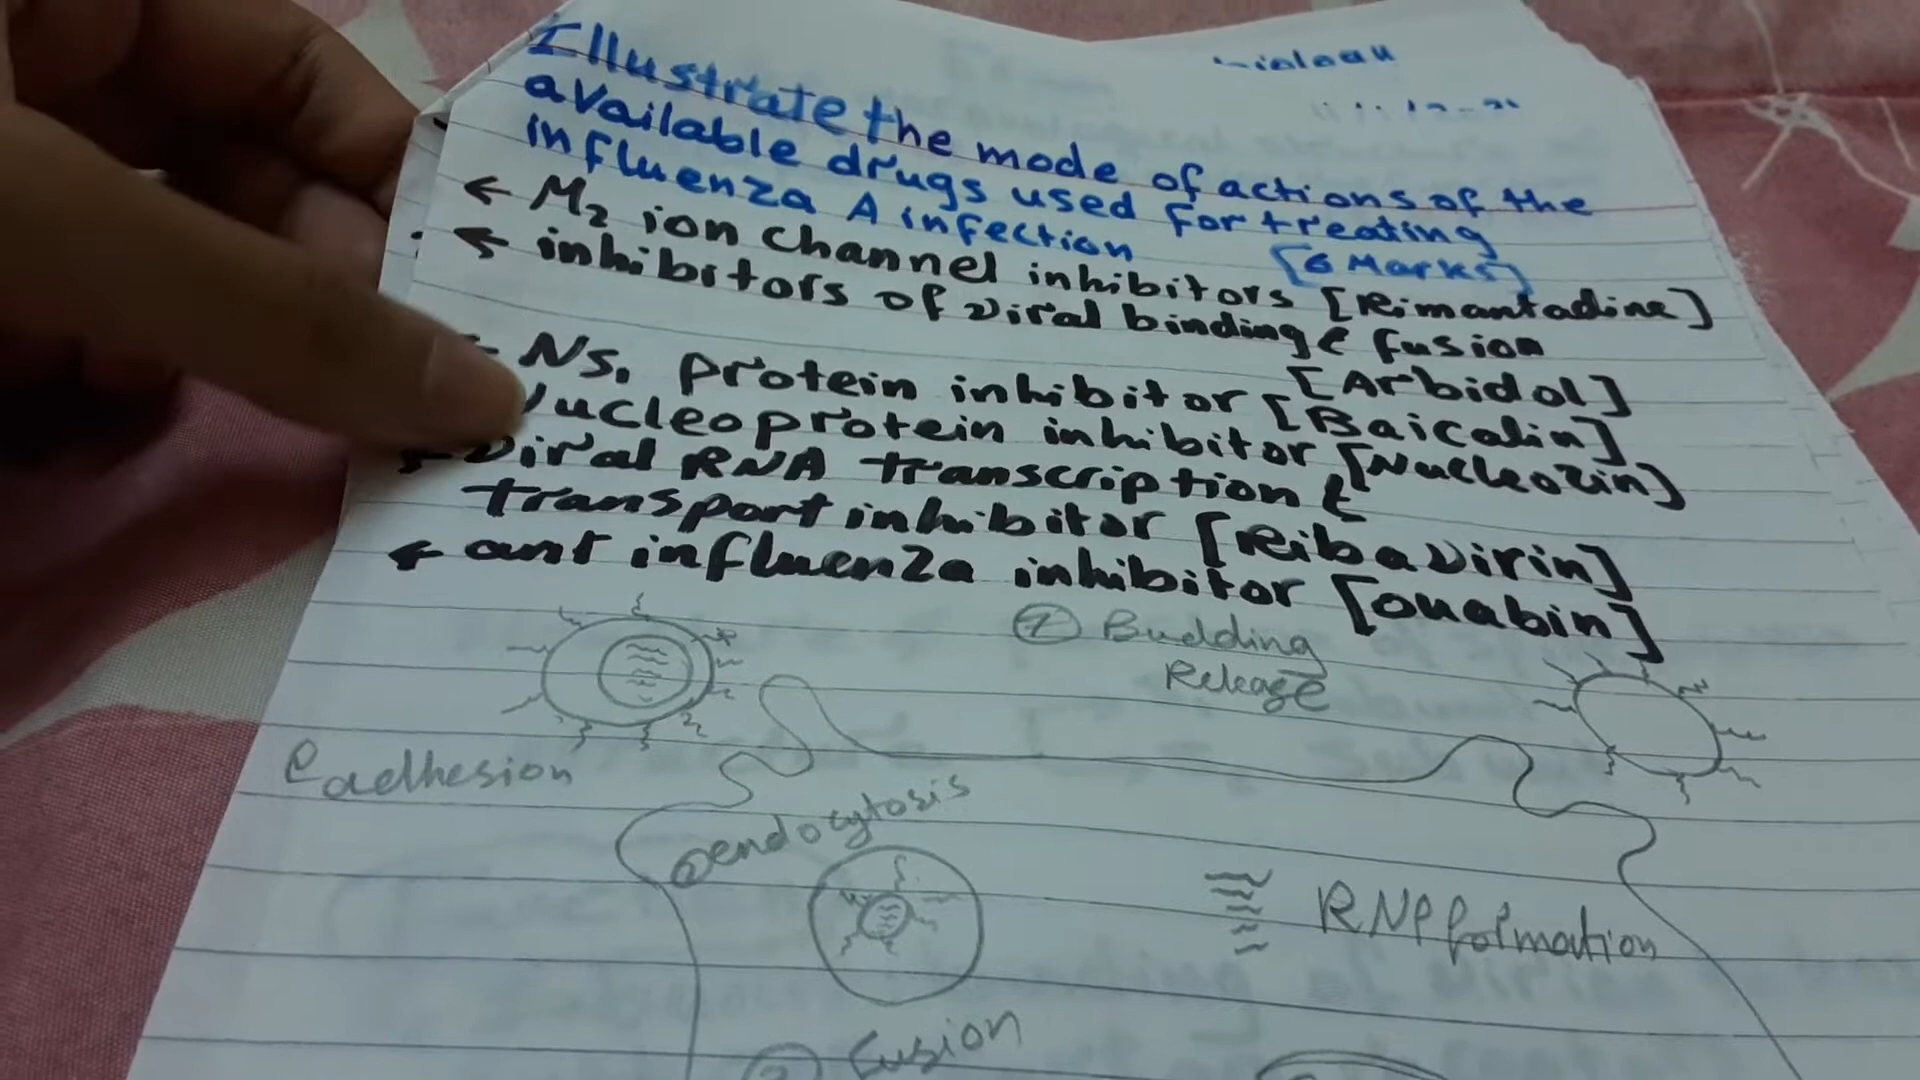 Illustrate the mode of actions of the
available drugs used for treating
influenza A infection [6 Marks]
← M2 ion channel inhibitors [Rimantadine]
← inhibitors of viral binding & fusion
[Arbidol]
NS1 protein inhibitor [Baicalin]
Nucleoprotein inhibitor [Nucleozin]
← viral RNA transcription &
transport inhibitor [Ribavirin]
← ant influenza inhibitor [ouabin]
7 Budding
Release
adhesion
endocytosis
RNP formation
Fusion